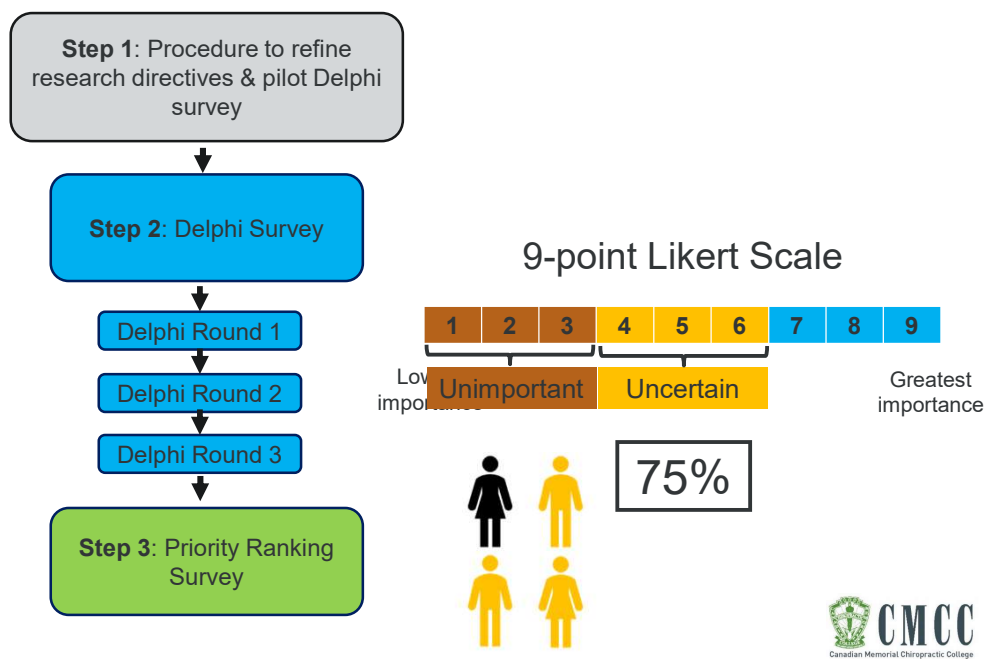 Step 1: Procedure to refine
research directives & pilot Delphi
survey
Step 2: Delphi Survey
Delphi Round 1
Delphi Round 2
Delphi Round 3
Step 3: Priority Ranking
Survey
9-point Likert Scale
1 2 3 4 5 6 7 8 9
Low
importance
Unimportant
Uncertain
Greatest
importance
75%
CMCC
Canadian Memorial Chiropractic College